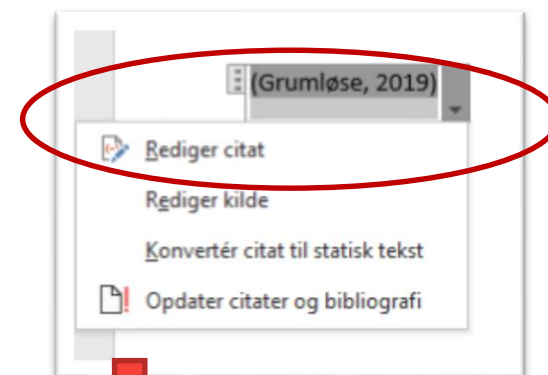 (Grumløse, 2019)
Rediger citat
Rediger kilde
Konvertér citat til statisk tekst
Opdater citater og bibliografi